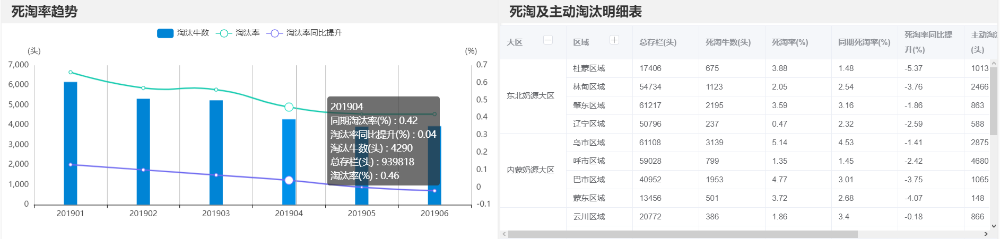 死淘率趋势
淘汰牛数 淘汰率 淘汰率同比提升
(头) (%)
7,000 0.7
6,000 0.6
5,000 0.5
4,000 0.4
3,000 0.3
2,000 0.2
1,000 0.1
0 0
-0.1
201901 201902 201903 201904 201905 201906
201904
同期淘汰率(%) : 0.42
淘汰率同比提升(%) : 0.04
淘汰牛数(头) : 4290
总存栏(头) : 939818
淘汰率(%) : 0.46
死淘及主动淘汰明细表
大区 区域 总存栏(头) 死淘牛数(头) 死淘率(%) 同期死淘率(%) 死淘率同比提 主动淘汰
升(%) (头)
杜蒙区域 17406 675 3.88 1.48 -5.37 1013
林甸区域 54734 1123 2.05 2.54 -3.76 2466
东北奶源大区
肇东区域 61217 2195 3.59 3.16 -1.86 863
辽宁区域 50796 237 0.47 2.32 -2.59 588
乌市区域 61108 3139 5.14 4.53 -1.41 2875
呼市区域 59028 799 1.35 1.45 -2.42 4680
内蒙奶源大区
巴市区域 40952 1953 4.77 3.01 -3.75 1065
蒙东区域 13456 501 3.72 2.68 -4.07 148
云川区域 20772 386 1.86 3.4 -0.18 866